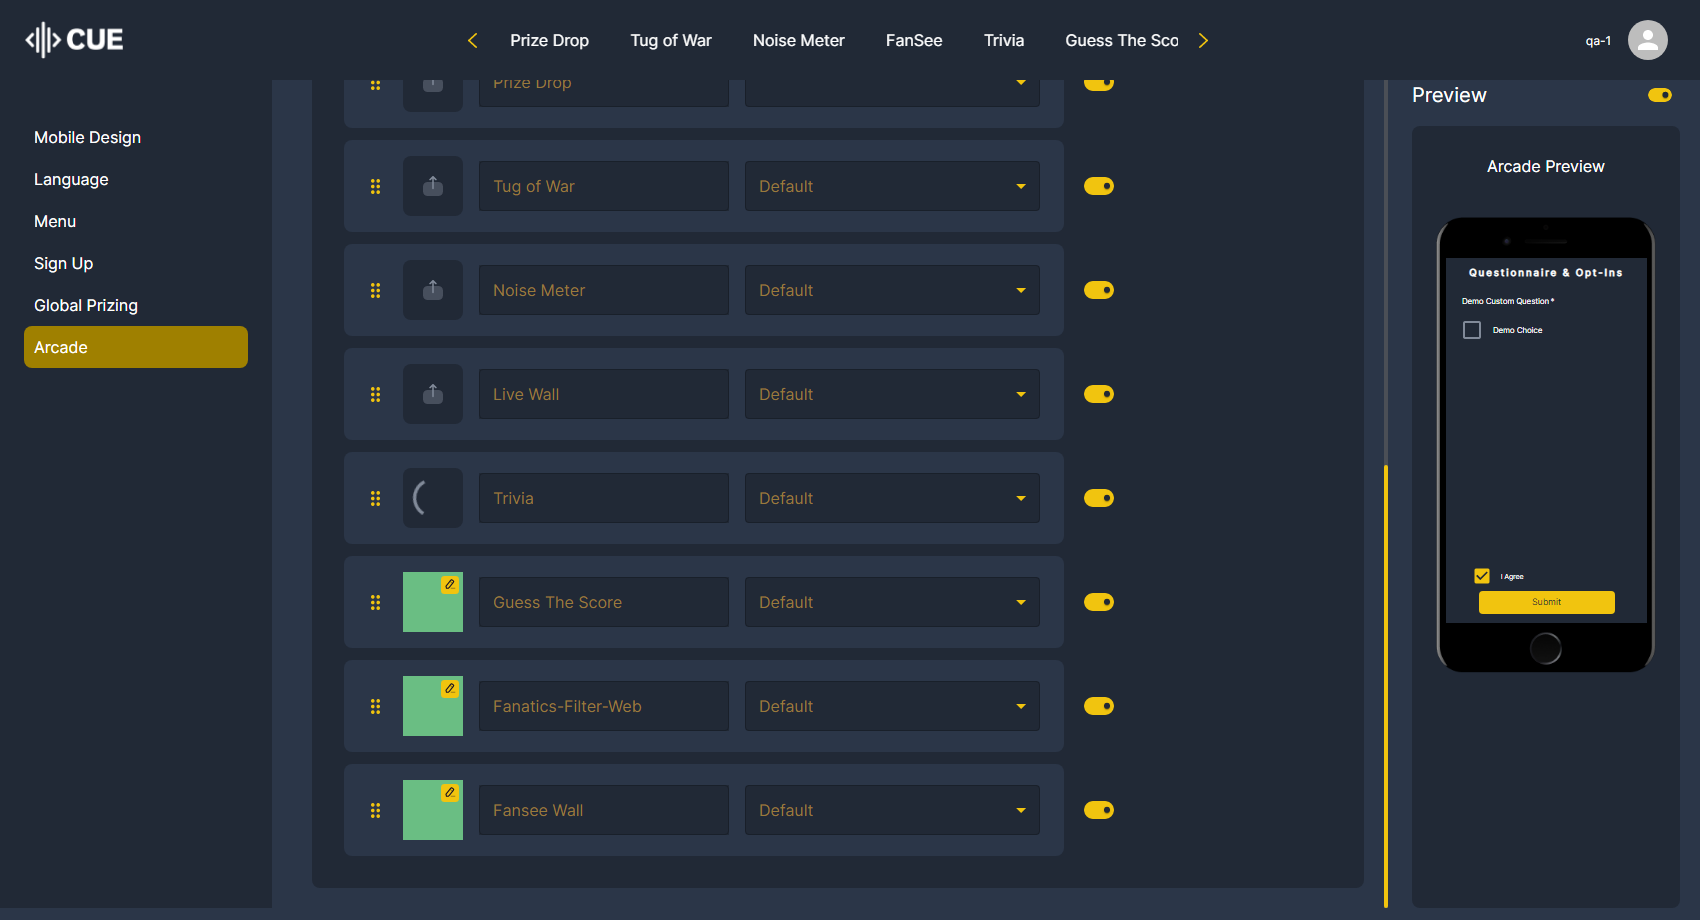 CUE
Prize Drop
Tug of War
Noise Meter
FanSee
Trivia
Guess The Sco
qa-1
Mobile Design
Language
Menu
Sign Up
Global Prizing
Arcade
Prize Drop
Tug of War
Default
Noise Meter
Default
Live Wall
Default
Trivia
Default
Guess The Score
Default
Fanatics-Filter-Web
Default
Fansee Wall
Default
Preview
Arcade Preview
Questionnaire & Opt-Ins
Demo Custom Question *
Demo Choice
I Agree
Submit